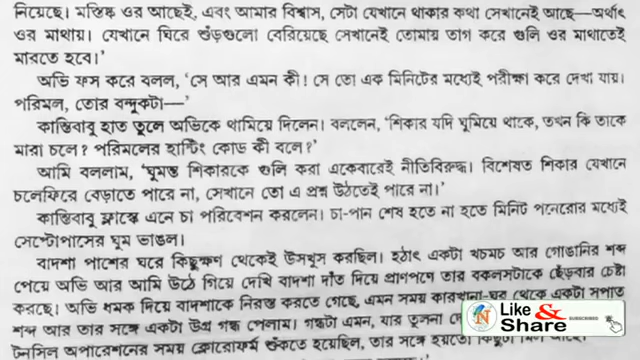 নিয়েছে। মস্তিষ্ক ওর আছেই, এবং আমার বিশ্বাস, সেটা যেখানে থাকার কথা সেখানেই আছে—অর্থাৎ
ওর মাথায়। যেখানে ঘিরে শুঁড়গুলো বেরিয়েছে সেখানেই তোমায় তাগ করে গুলি ওর মাথাতেই
মারতে হবে।’
অভি ফস করে বলল, ‘সে আর এমন কী! সে তো এক মিনিটের মধ্যেই পরীক্ষা করে দেখা যায়।
পরিমল, তোর বন্দুকটা—’
কান্তিবাবু হাত তুলে অভিকে থামিয়ে দিলেন। বললেন, ‘শিকার যদি ঘুমিয়ে থাকে, তখন কি তাকে
মারা চলে? পরিমলের হান্টিং কোড কী বলে?’
আমি বললাম, ‘ঘুমন্ত শিকারকে গুলি করা একেবারেই নীতিবিরুদ্ধ। বিশেষত শিকার যেখানে
চলেফিরে বেড়াতে পারে না, সেখানে তো এ প্রশ্ন উঠতেই পারে না।’
কান্তিবাবু ফ্লাস্কে এনে চা পরিবেশন করলেন। চা-পান শেষ হতে না হতে মিনিট পনেরোর মধ্যেই
সেপ্টোপাসের ঘুম ভাঙল।
বাদশা পাশের ঘরে কিছুক্ষণ থেকেই উসখুস করছিল। হঠাৎ একটা খচমচ আর গোঙানির শব্দ
পেয়ে অভি আর আমি উঠে গিয়ে দেখি বাদশা দাঁত দিয়ে প্রাণপণে তার বকলসটাকে ছেঁড়বার চেষ্টা
করছে। অভি ধমক দিয়ে বাদশাকে নিরস্ত করতে গেছে, এমন সময় কারখানা-ঘর থেকে একটা সপাত
শব্দ আর তার সঙ্গে একটা উগ্র গন্ধ পেলাম। গন্ধটা এমন, যার তুলনা
টনসিল অপারেশনের সময় ক্লোরোফর্ম শুঁকতে হয়েছিল, তার সঙ্গে হয়তো কিছুটা মিল আছে।
Like & Share
SUBSCRIBE